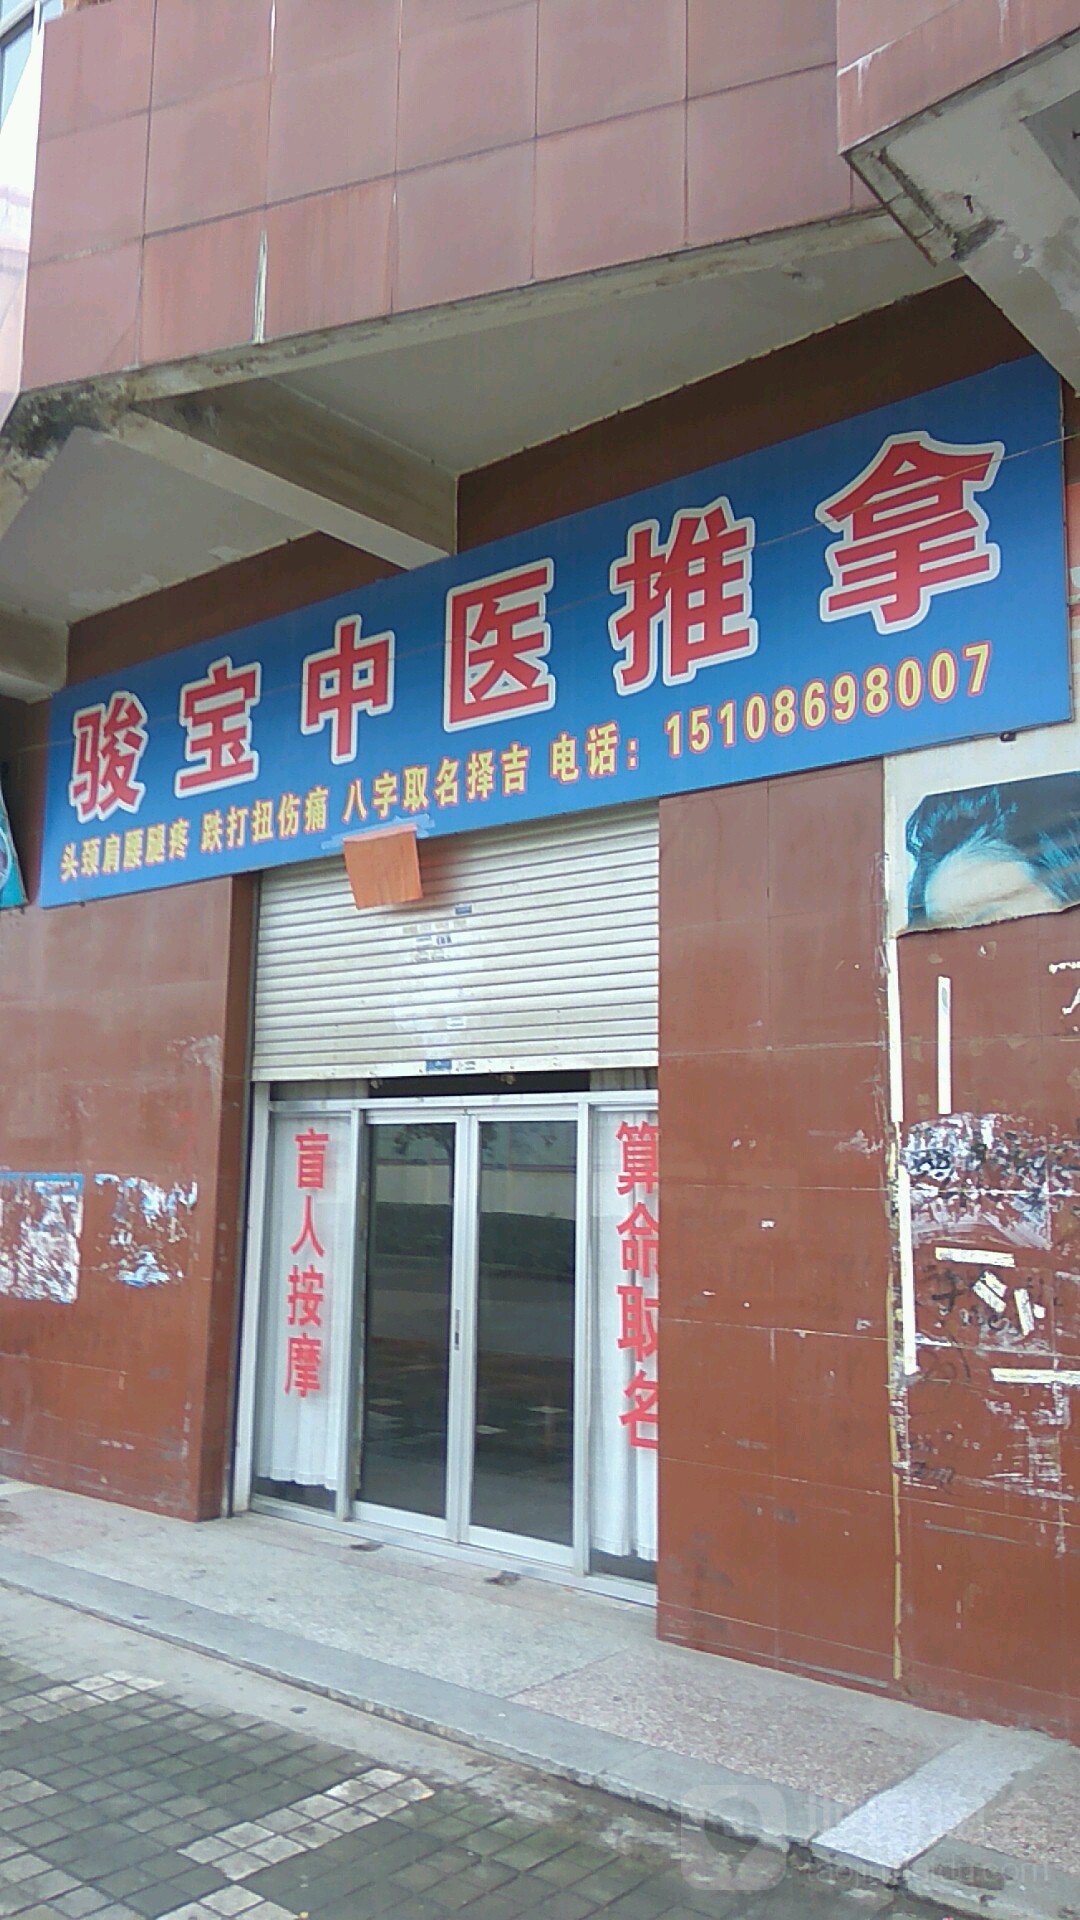 骏宝中医推拿
头颈肩腰腿疼 跌打扭伤痛 八字取名择吉 电话：15108698007
盲人按摩
算命取名